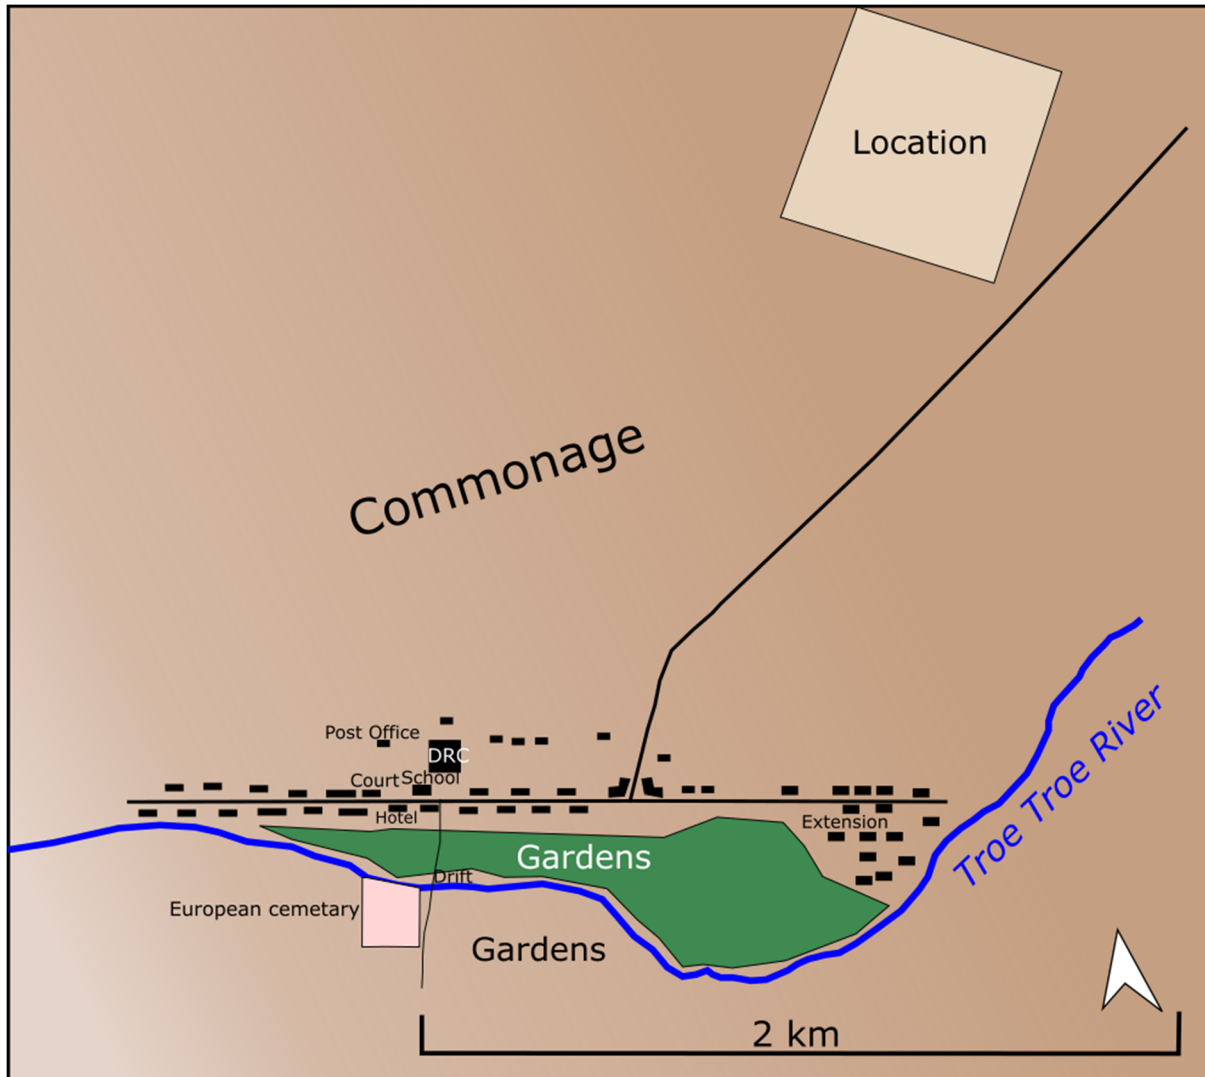 Location
Commonage
Post Office
DRC
Court
School
Hotel
Extension
Gardens
Drift
Troe Troe River
European cemetary
Gardens
2 km